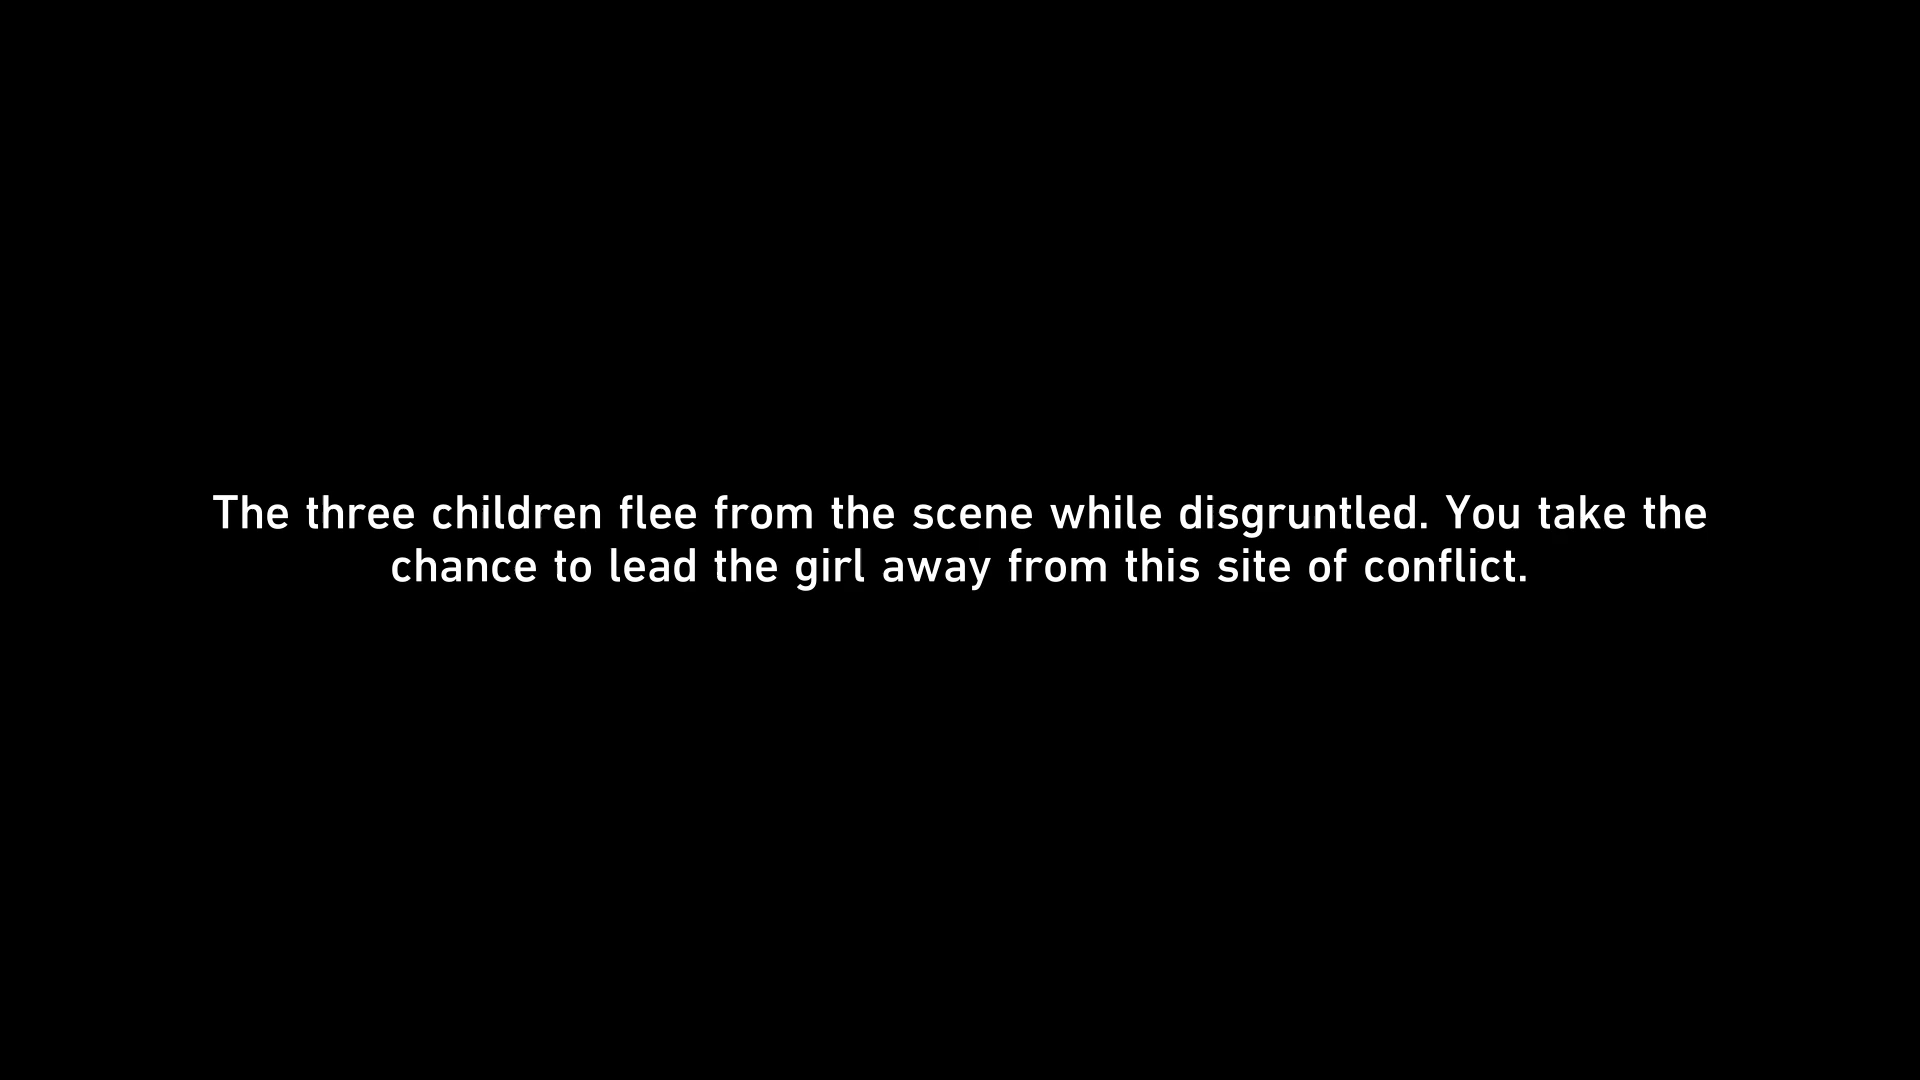 The three children flee from the scene while disgruntled. You take the
chance to lead the girl away from this site of conflict.